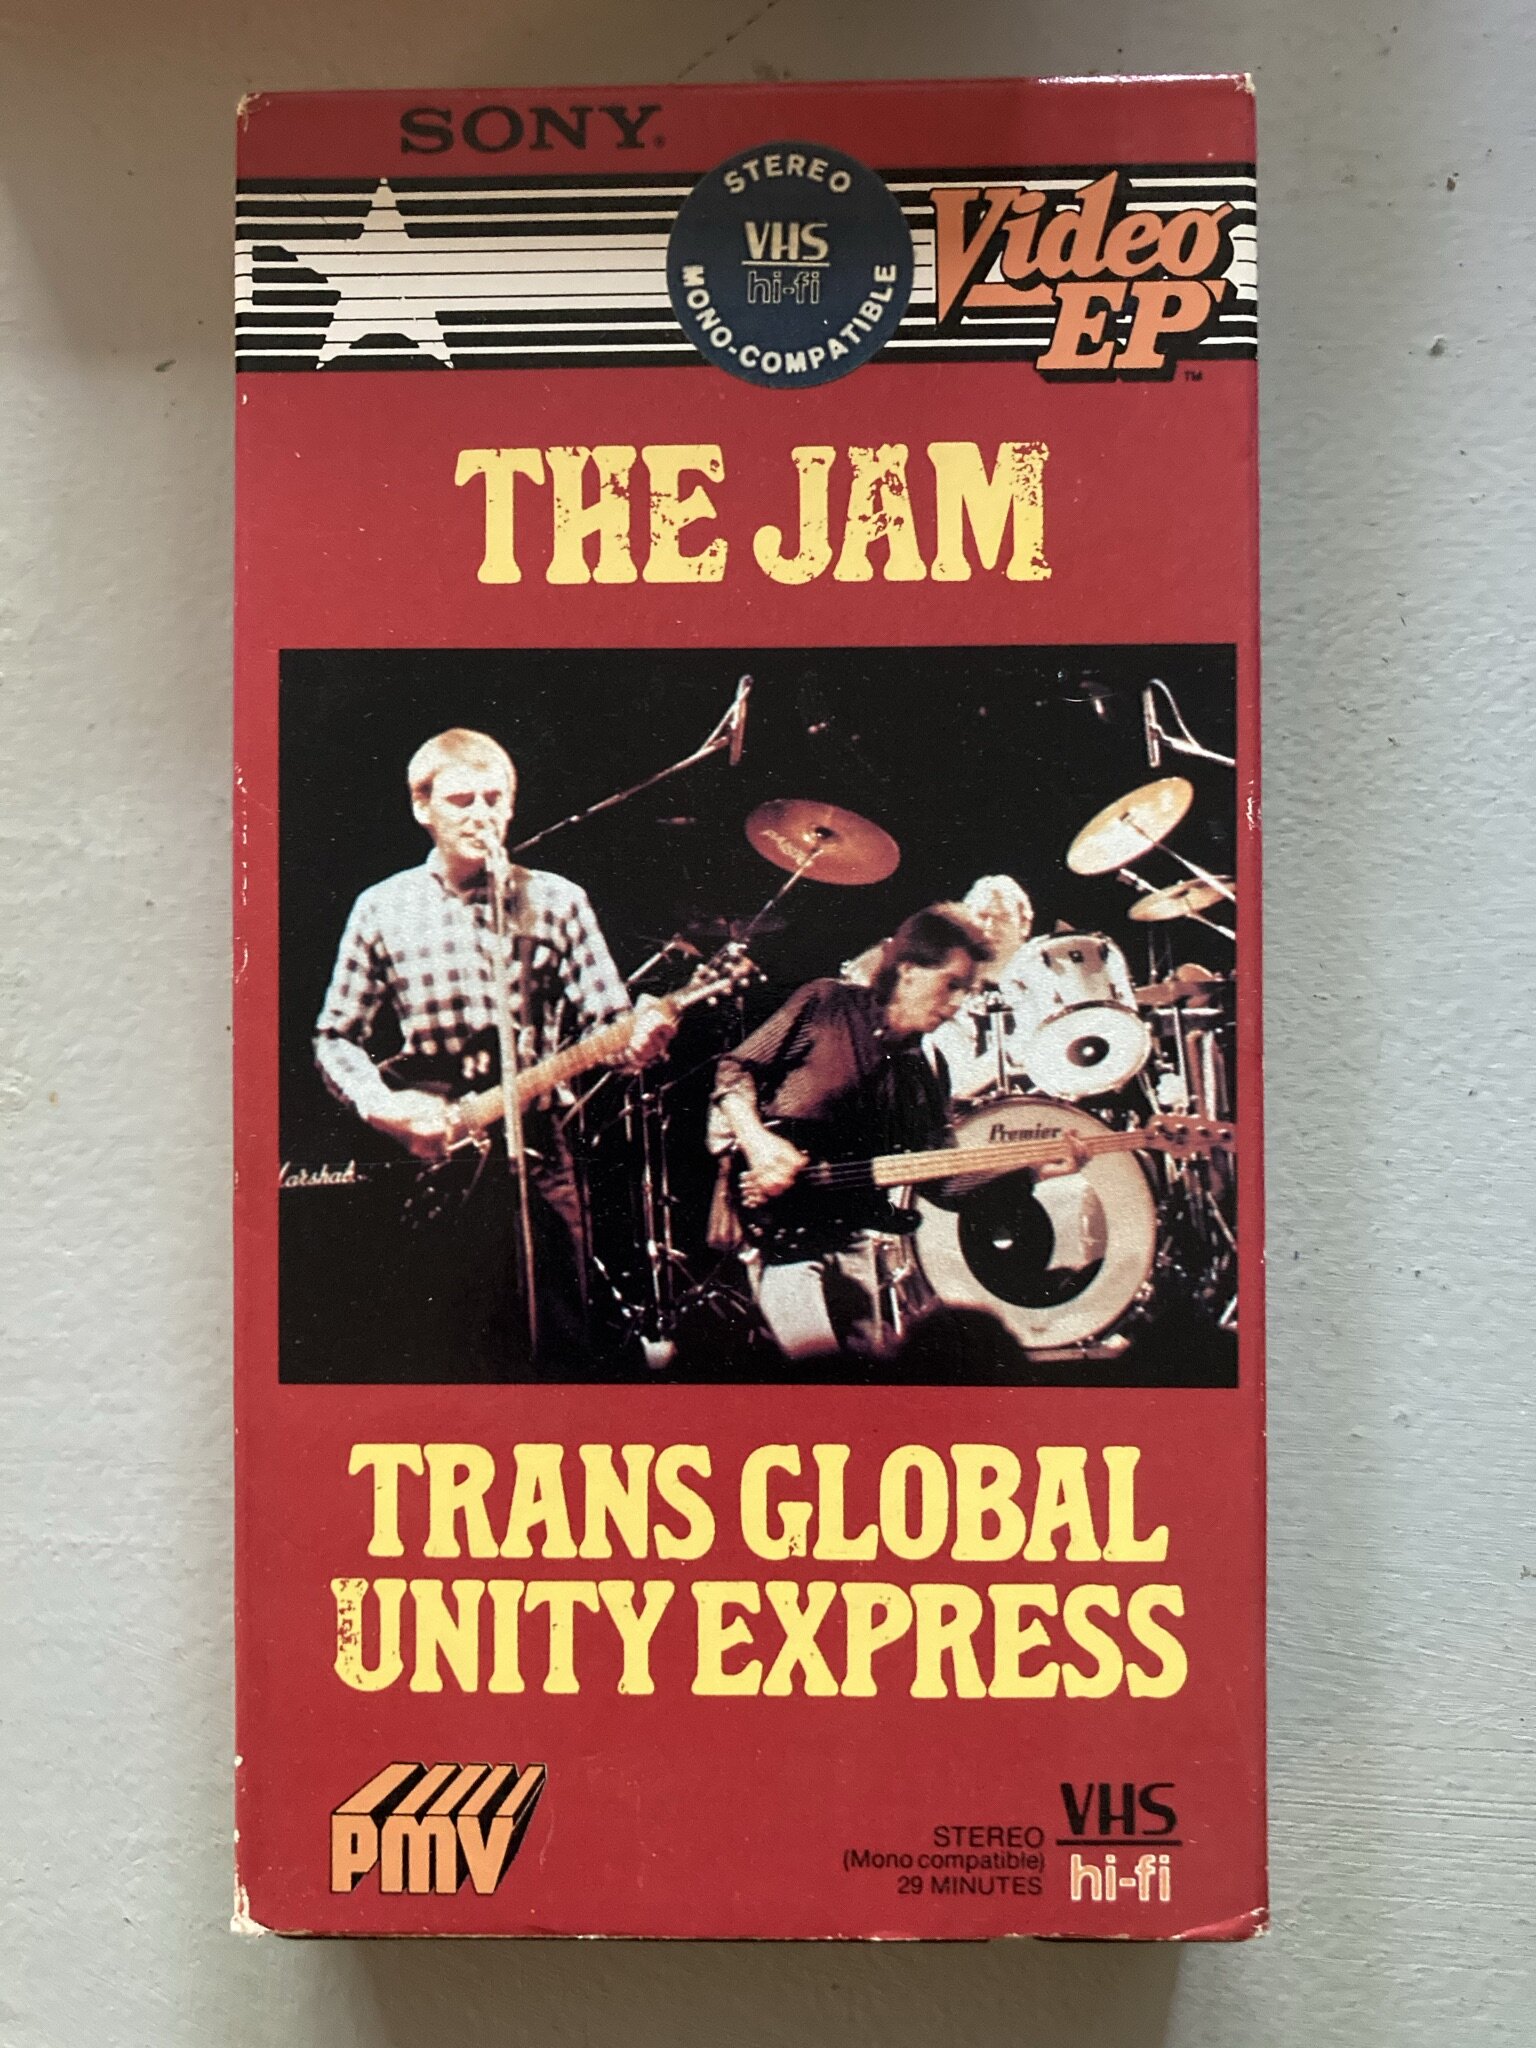 SONY®
STEREO
VHS
hi-fi
MONO-COMPATIBLE
Video
EP
TM
THE JAM
Marshall
Premier
TRANS GLOBAL
UNITY EXPRESS
PMV
STEREO
(Mono compatible)
29 MINUTES
VHS
hi-fi